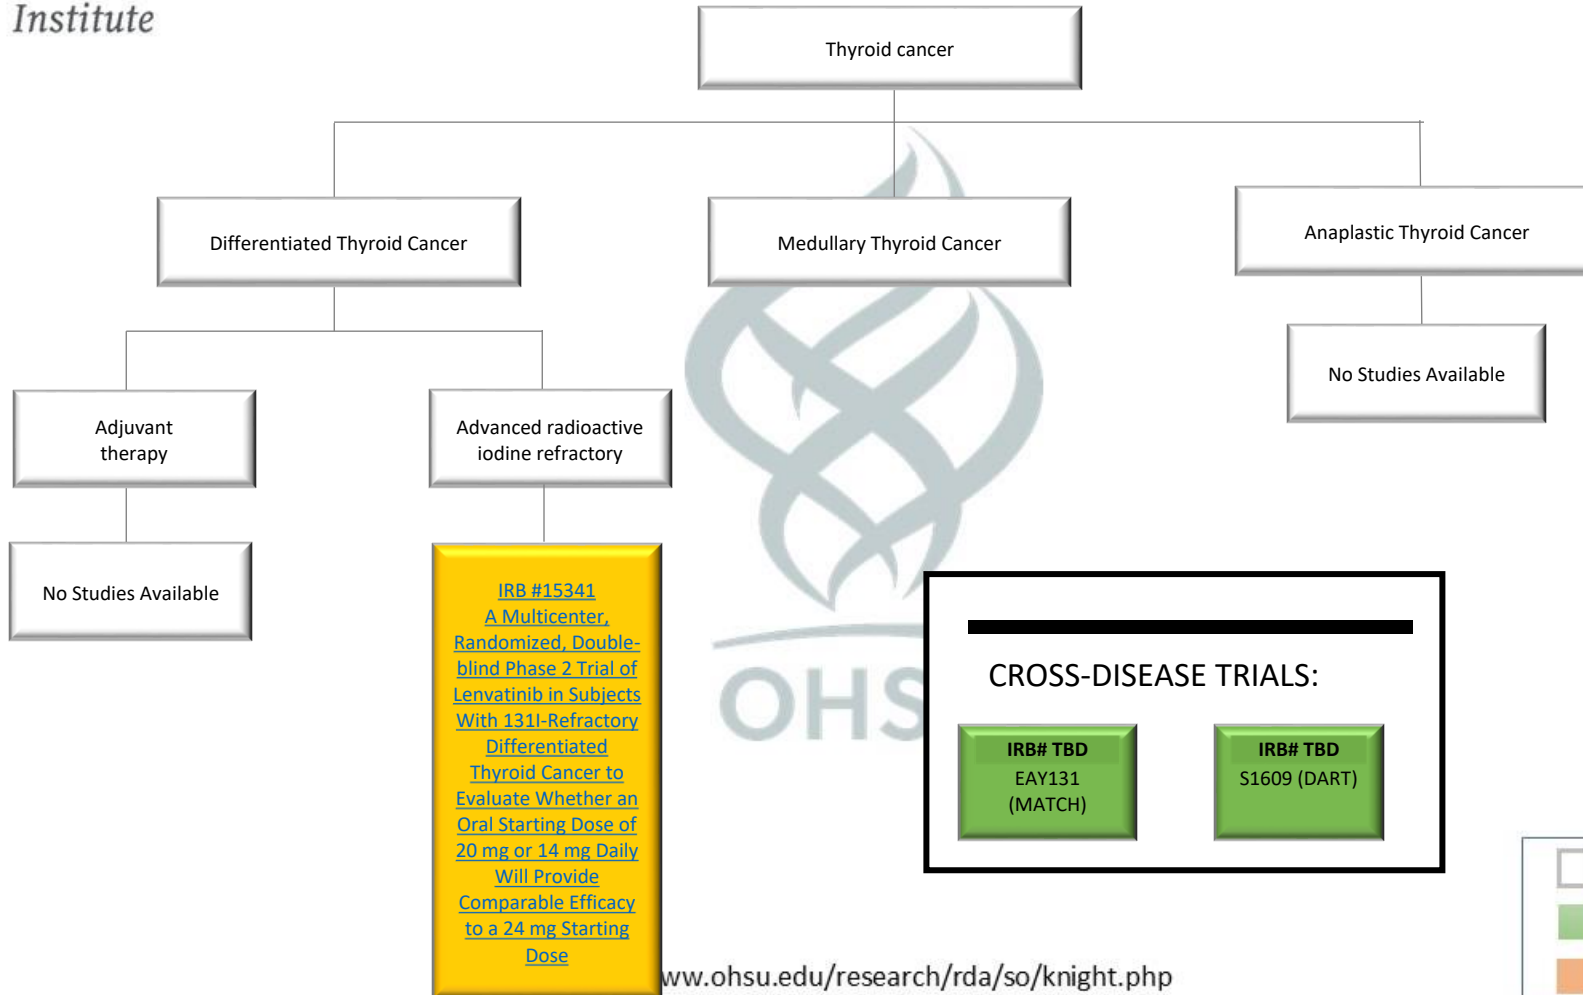 Institute
Thyroid cancer
Differentiated Thyroid Cancer
Medullary Thyroid Cancer
Anaplastic Thyroid Cancer
No Studies Available
Adjuvant
therapy
Advanced radioactive
iodine refractory
No Studies Available
IRB #15341
A Multicenter,
Randomized, Double-
blind Phase 2 Trial of
Lenvatinib in Subjects
With 131I-Refractory
Differentiated
Thyroid Cancer to
Evaluate Whether an
Oral Starting Dose of
20 mg or 14 mg Daily
Will Provide
Comparable Efficacy
to a 24 mg Starting
Dose
OHS
CROSS-DISEASE TRIALS:
IRB# TBD
EAY131
(MATCH)
IRB# TBD
S1609 (DART)
ww.ohsu.edu/research/rda/so/knight.php